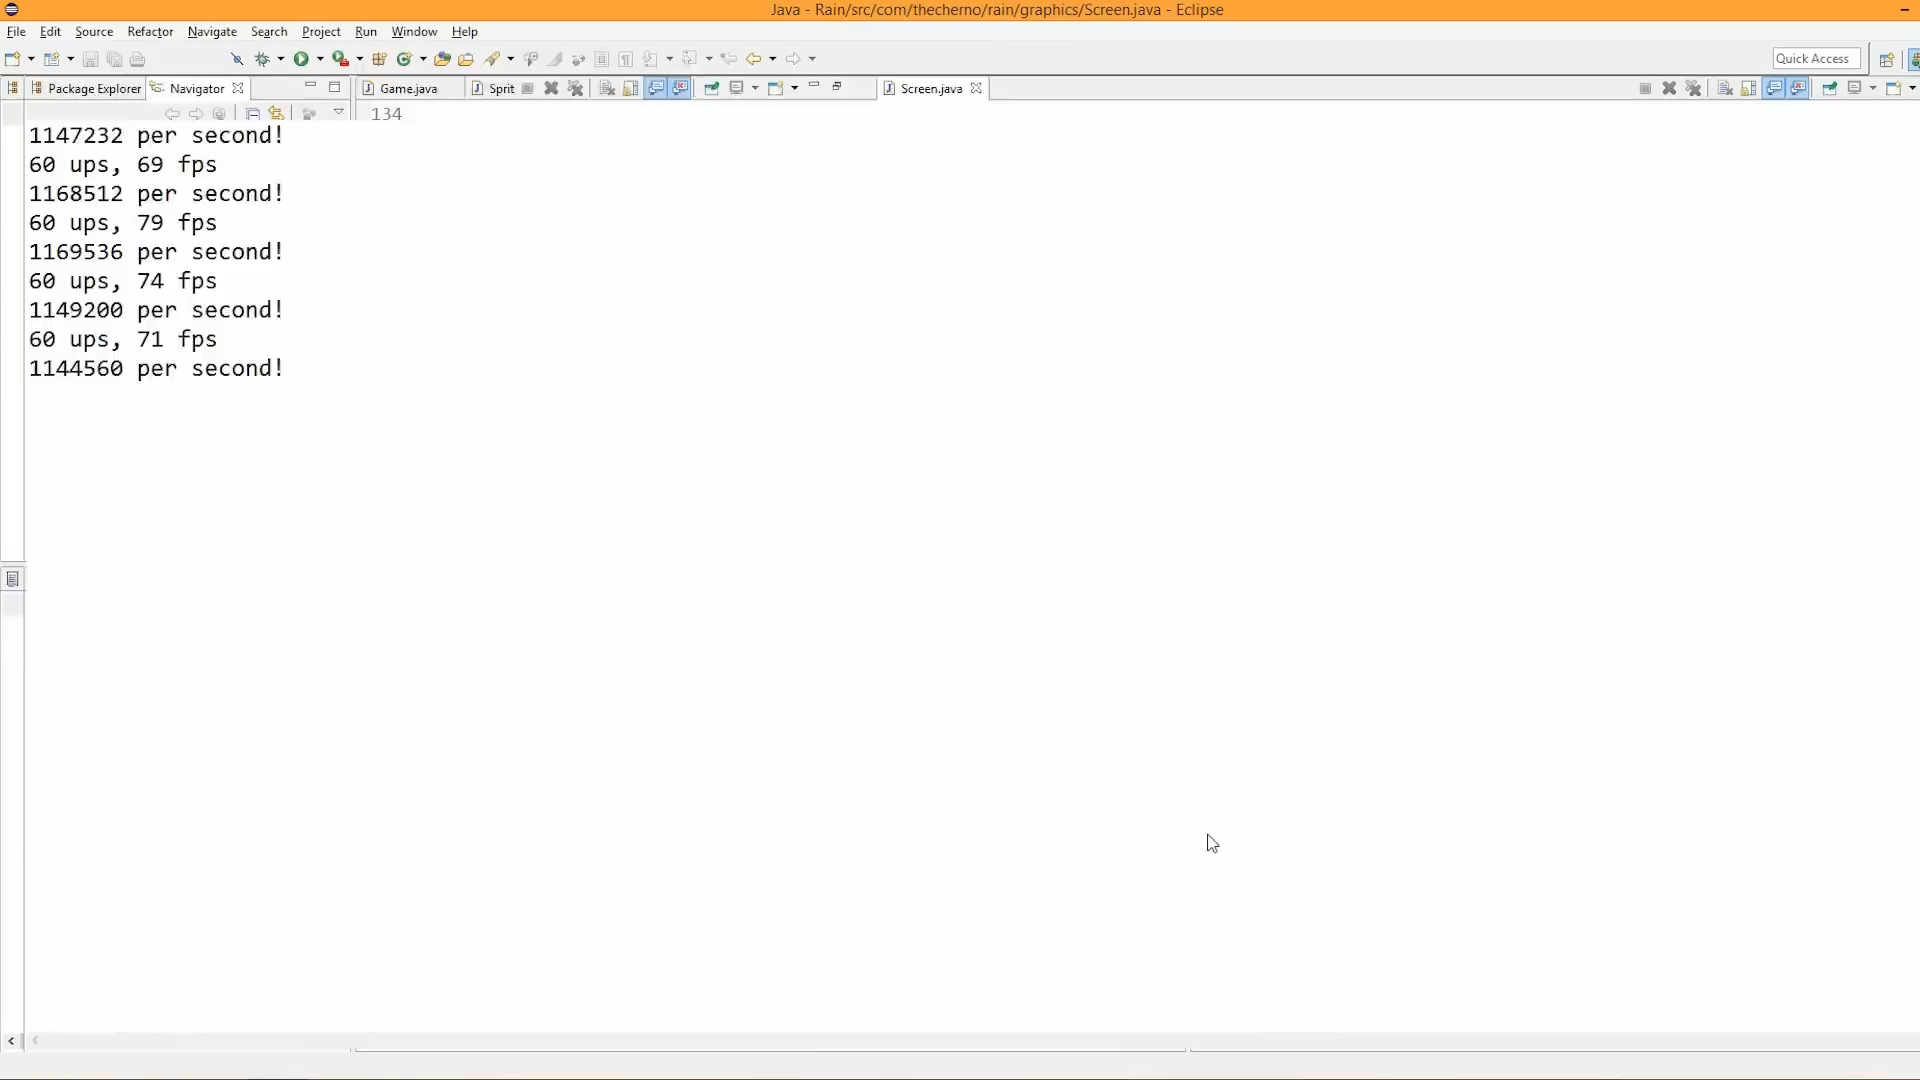 Java - Rain/src/com/thecherno/rain/graphics/Screen.java - Eclipse
File Edit Source Refactor Navigate Search Project Run Window Help
Quick Access
Package Explorer Navigator Game.java Sprit Screen.java
134
1147232 per second!
60 ups, 69 fps
1168512 per second!
60 ups, 79 fps
1169536 per second!
60 ups, 74 fps
1149200 per second!
60 ups, 71 fps
1144560 per second!